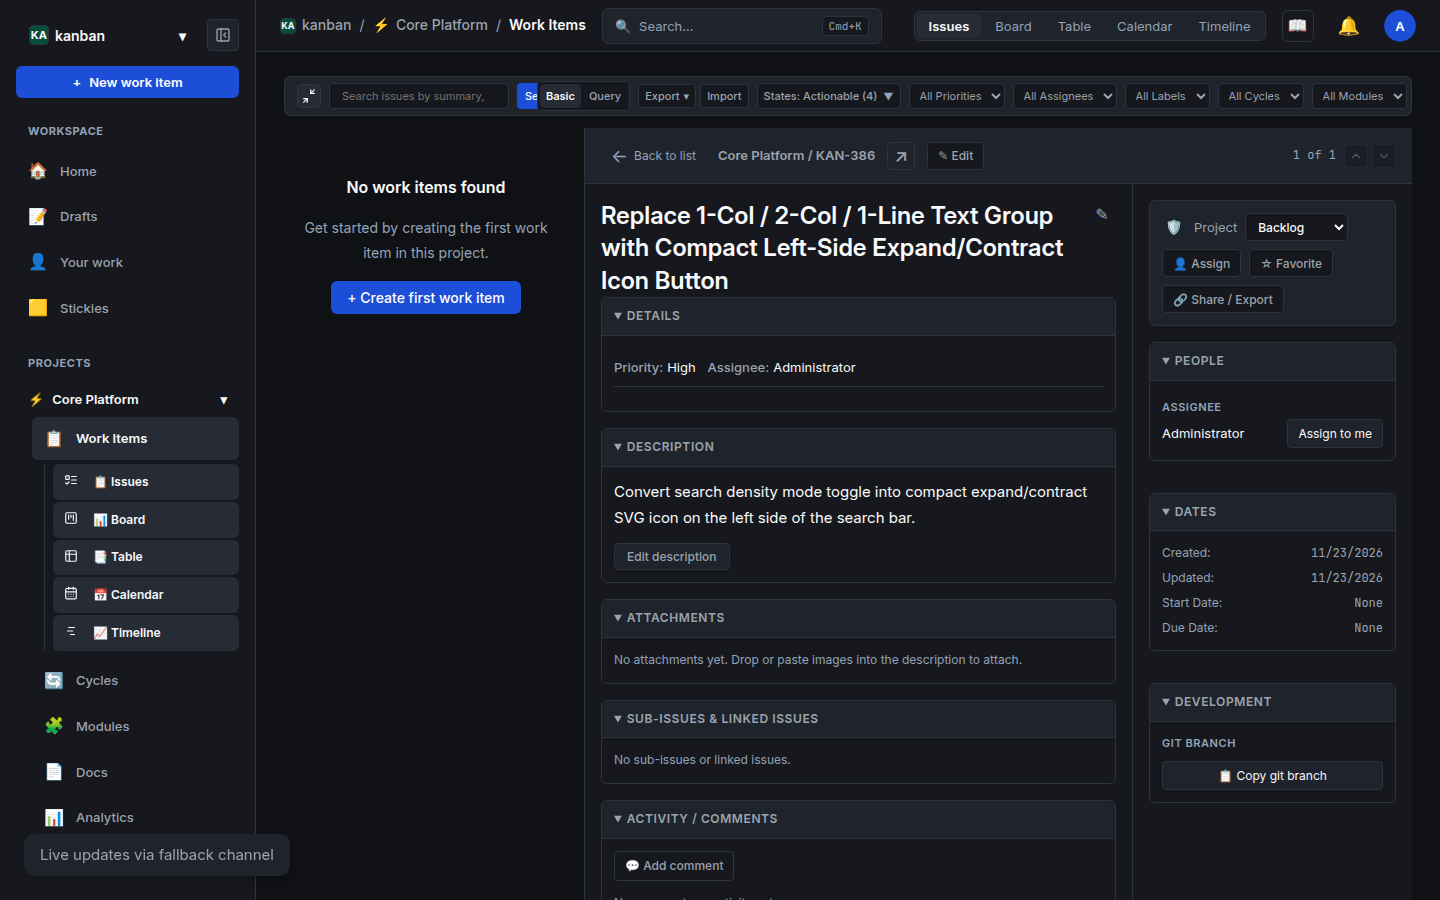 KA kanban ▾
+ New work item
WORKSPACE
Home
Drafts
Your work
Stickies
PROJECTS
Core Platform ▾
Work Items
Issues
Board
Table
Calendar
Timeline
Cycles
Modules
Docs
Analytics
Live updates via fallback channel
KA kanban / Core Platform / Work Items
Search... Cmd+K
Issues Board Table Calendar Timeline
A
Search issues by summary,
Se Basic Query Export ▾ Import States: Actionable (4) ▼ All Priorities All Assignees All Labels All Cycles All Modules
No work items found
Get started by creating the first work
item in this project.
+ Create first work item
← Back to list Core Platform / KAN-386 ✎ Edit 1 of 1
Replace 1-Col / 2-Col / 1-Line Text Group
with Compact Left-Side Expand/Contract
Icon Button
▼ DETAILS
Priority: High Assignee: Administrator
▼ DESCRIPTION
Convert search density mode toggle into compact expand/contract
SVG icon on the left side of the search bar.
Edit description
▼ ATTACHMENTS
No attachments yet. Drop or paste images into the description to attach.
▼ SUB-ISSUES & LINKED ISSUES
No sub-issues or linked issues.
▼ ACTIVITY / COMMENTS
Add comment
Project Backlog
Assign ☆ Favorite
Share / Export
▼ PEOPLE
ASSIGNEE
Administrator Assign to me
▼ DATES
Created: 11/23/2026
Updated: 11/23/2026
Start Date: None
Due Date: None
▼ DEVELOPMENT
GIT BRANCH
Copy git branch